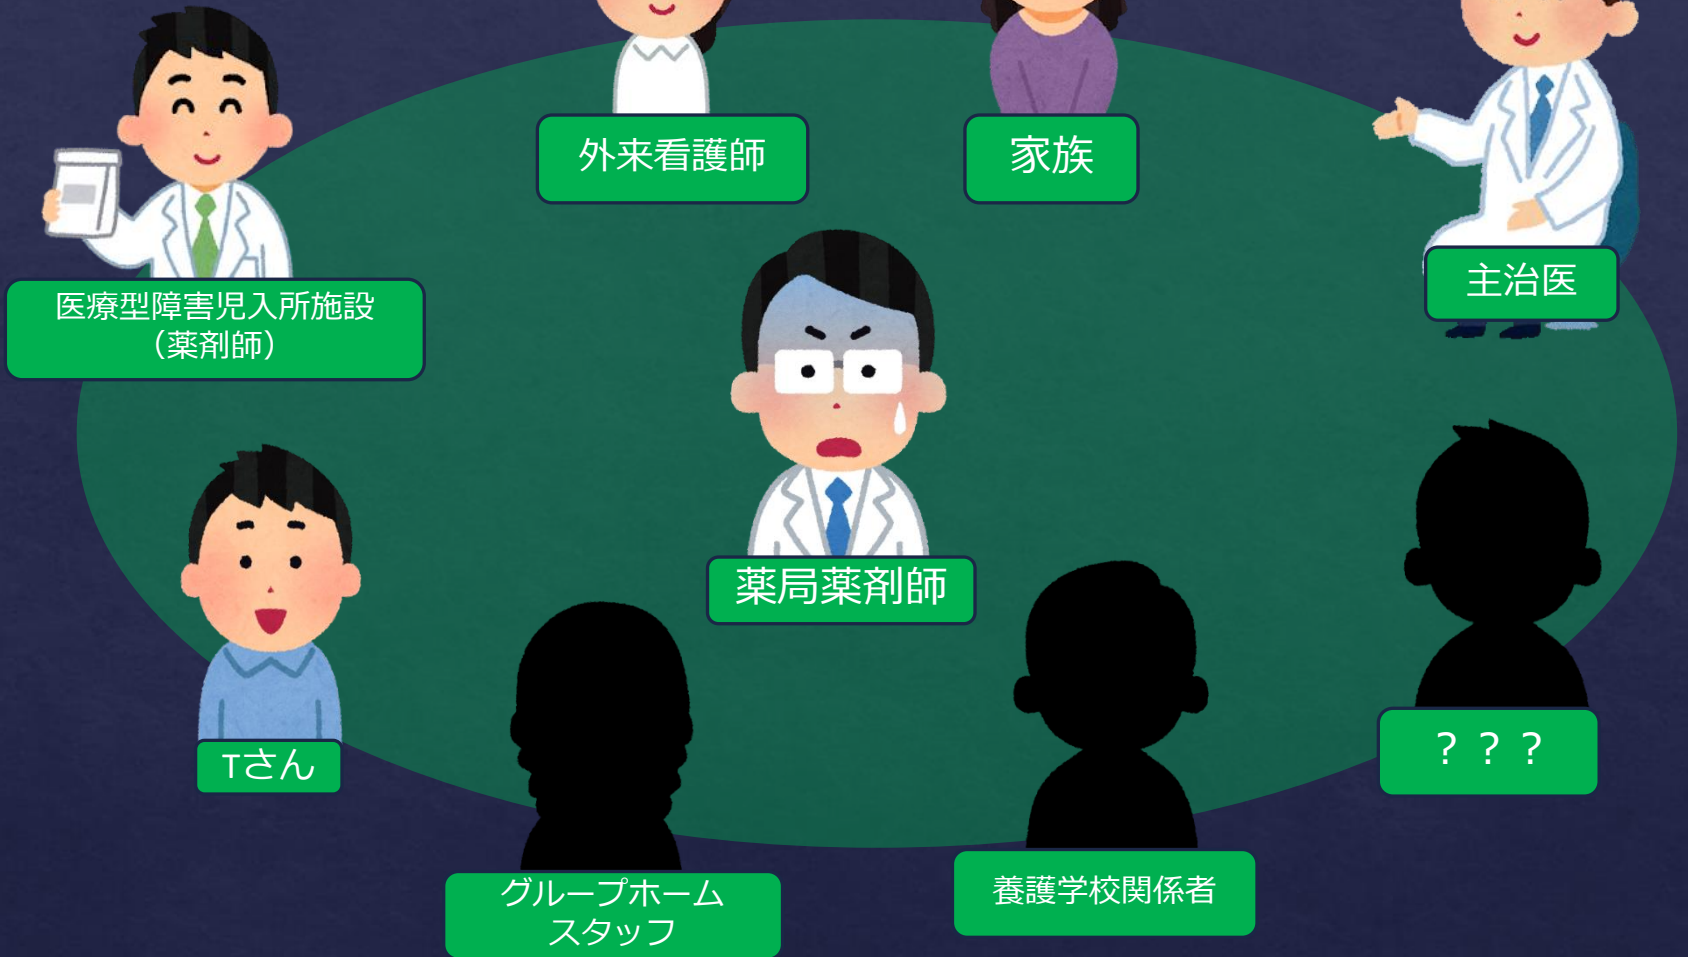 外来看護師
家族
主治医
医療型障害児入所施設
（薬剤師）
薬局薬剤師
Tさん
？？？
グループホーム
スタッフ
養護学校関係者